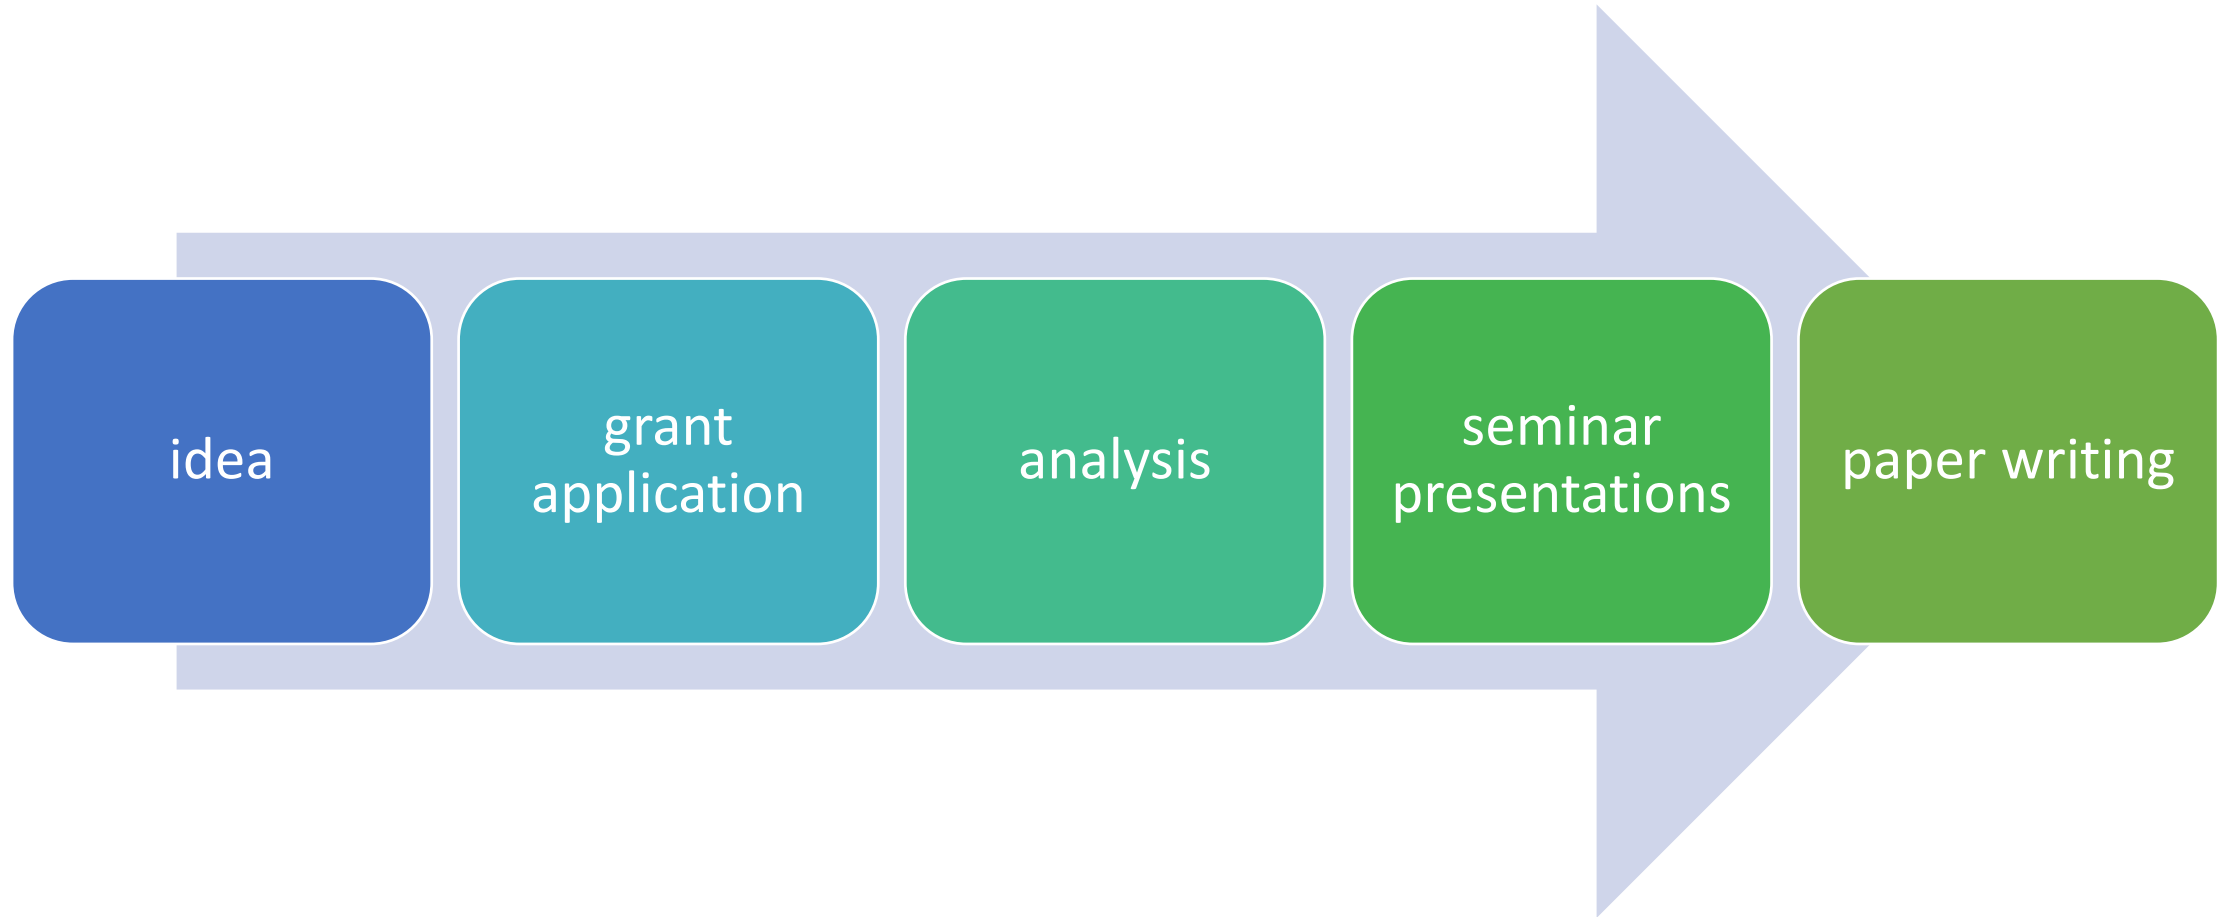 idea
grant
application
analysis
seminar
presentations
paper writing